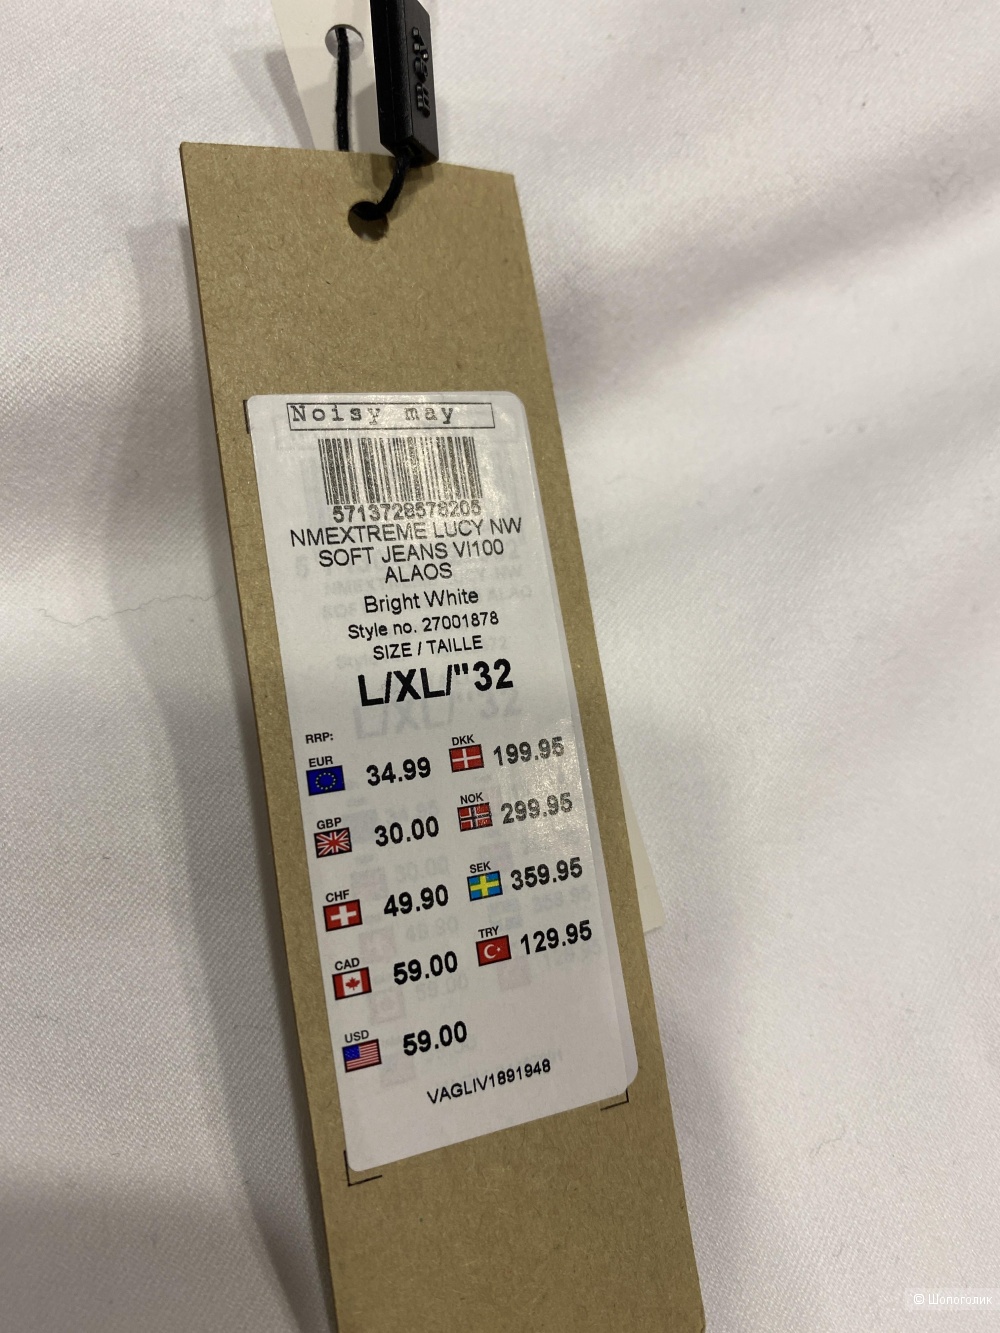 Noisy may
5713728578205
NMEXTREME LUCY NW
SOFT JEANS VI100
ALAOS
Bright White
Style no. 27001878
SIZE / TAILLE
L/XL/"32
RRP:
EUR 34.99
DKK 199.95
GBP 30.00
NOK 299.95
CHF 49.90
SEK 359.95
CAD 59.00
TRY 129.95
USD 59.00
VAGLIV1891948
© Шопоголик